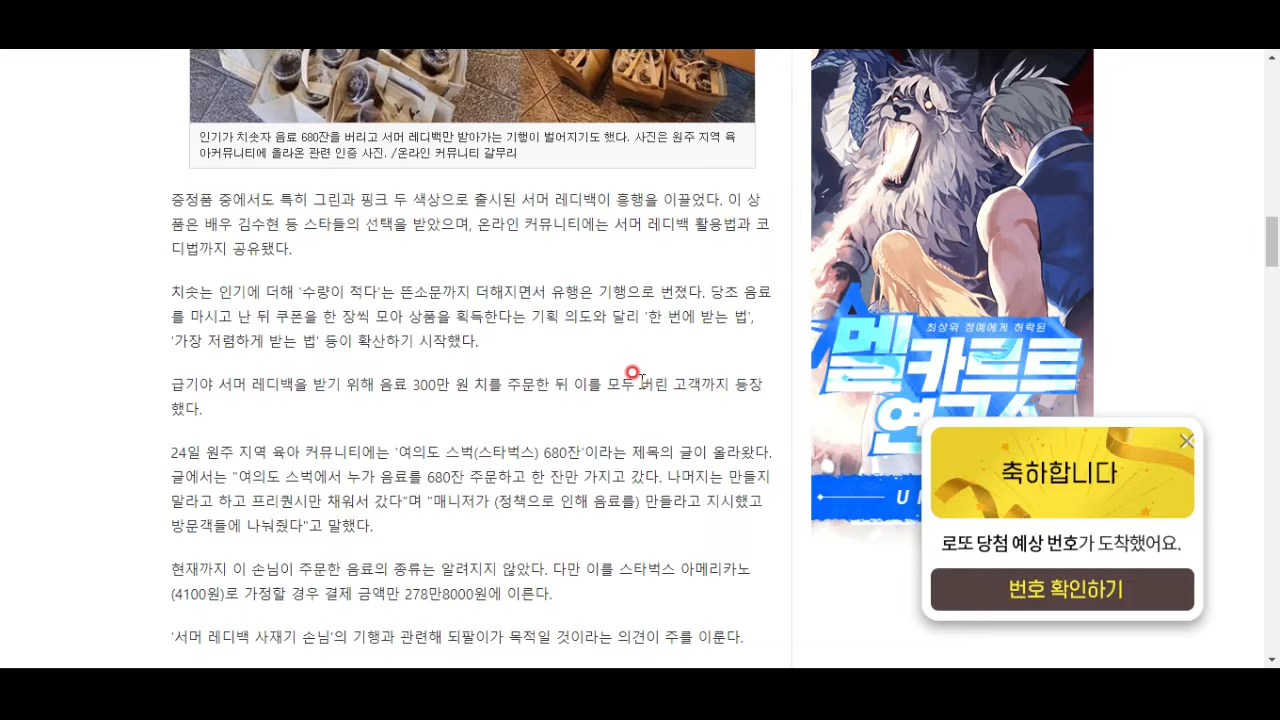 인기가 치솟자 음료 680잔을 버리고 서머 레디백만 받아가는 기행이 벌어지기도 했다. 사진은 원주 지역 육
아커뮤니티에 올라온 관련 인증 사진. /온라인 커뮤니티 갈무리
증정품 중에서도 특히 그린과 핑크 두 색상으로 출시된 서머 레디백이 흥행을 이끌었다. 이 상
품은 배우 김수현 등 스타들의 선택을 받았으며, 온라인 커뮤니티에는 서머 레디백 활용법과 코
디법까지 공유됐다.
치솟는 인기에 더해 '수량이 적다'는 뜬소문까지 더해지면서 유행은 기행으로 번졌다. 당초 음료
를 마시고 난 뒤 쿠폰을 한 장씩 모아 상품을 획득한다는 기획 의도와 달리 '한 번에 받는 법',
'가장 저렴하게 받는 법' 등이 확산하기 시작했다.
급기야 서머 레디백을 받기 위해 음료 300만 원 치를 주문한 뒤 이를 모두 버린 고객까지 등장
했다.
24일 원주 지역 육아 커뮤니티에는 '여의도 스벅(스타벅스) 680잔'이라는 제목의 글이 올라왔다.
글에서는 "여의도 스벅에서 누가 음료를 680잔 주문하고 한 잔만 가지고 갔다. 나머지는 만들지
말라고 하고 프리퀀시만 채워서 갔다"며 "매니저가 (정책으로 인해 음료를) 만들라고 지시했고
방문객들에 나눠줬다"고 말했다.
현재까지 이 손님이 주문한 음료의 종류는 알려지지 않았다. 다만 이를 스타벅스 아메리카노
(4100원)로 가정할 경우 결제 금액만 278만8000원에 이른다.
'서머 레디백 사재기 손님'의 기행과 관련해 되팔이가 목적일 것이라는 의견이 주를 이룬다.
최상위 정예에게 허락된
헬카르트
연구소
U
축하합니다
로또 당첨 예상 번호가 도착했어요.
번호 확인하기